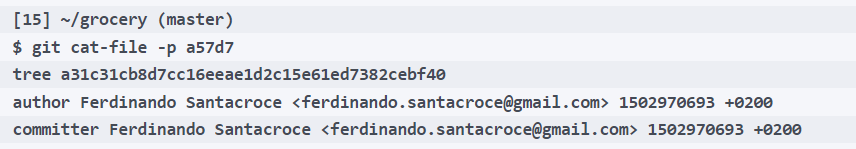 [15] ~/grocery (master)
$ git cat-file -p a57d7
tree a31c31cb8d7cc16eeae1d2c15e61ed7382cebf40
author Ferdinando Santacroce <ferdinando.santacroce@gmail.com> 1502970693 +0200
committer Ferdinando Santacroce <ferdinando.santacroce@gmail.com> 1502970693 +0200